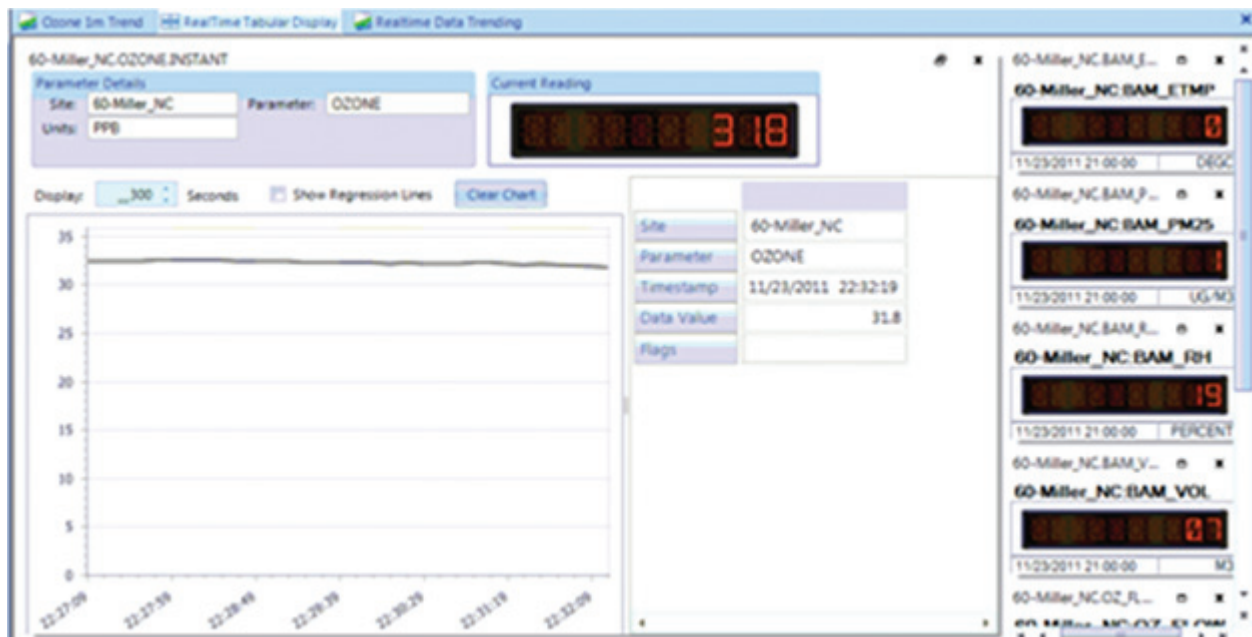 Ozone 1m Trend RealTime Tabular Display Realtime Data Trending
60-Miller_NC.OZONE.INSTANT
Parameter Details
Site: 60-Miller_NC Parameter: OZONE
Units: PPB
Current Reading
318
Display: __300 Seconds Show Regression Lines Clear Chart
35
30
25
20
15
10
5
0
22:27:09 22:27:59 22:28:49 22:29:39 22:30:29 22:31:19 22:32:09
Site 60-Miller_NC
Parameter OZONE
Timestamp 11/23/2011 22:32:19
Data Value 31.8
Flags
60-Miller_NC.BAM_E...
60-Miller_NC:BAM_ETMP
0
11/23/2011 21:00:00 DEGC
60-Miller_NC.BAM_P...
60-Miller_NC:BAM_PM25
1
11/23/2011 21:00:00 UG/M3
60-Miller_NC.BAM_R...
60-Miller_NC:BAM_RH
19
11/23/2011 21:00:00 PERCENT
60-Miller_NC.BAM_V...
60-Miller_NC:BAM_VOL
07
11/23/2011 21:00:00 M3
60-Miller_NC.OZ_FL...
60-Miller_NC:OZ_FLOW